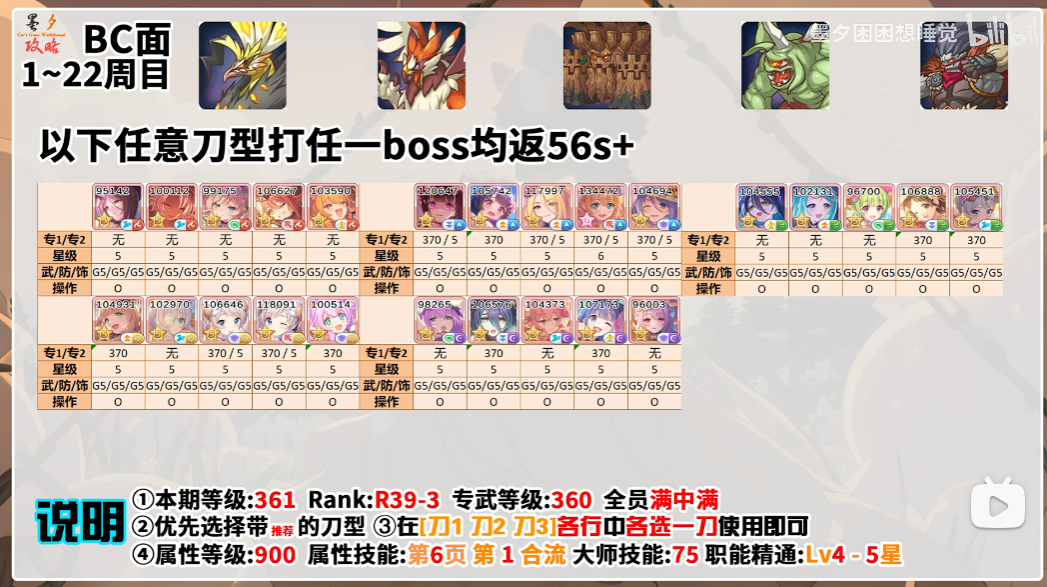 墨夕
攻略
BC面
1~22周目
墨夕困困想睡觉 bilibili
以下任意刀型打任一boss均返56s+
95142 100112 99175 106627 103590
专1/专2 无 无 无 无 无
星级 5 5 5 5 5
武/防/饰 G5/G5/G5 G5/G5/G5 G5/G5/G5 G5/G5/G5 G5/G5/G5
操作 O O O O O
120647 105742 117997 134472 104694
专1/专2 370 / 5 370 370 / 5 370 / 5 370 / 5
星级 5 5 5 6 5
武/防/饰 G5/G5/G5 G5/G5/G5 G5/G5/G5 G5/G5/G5 G5/G5/G5
操作 O O O O O
104555 102131 96700 106888 105451
专1/专2 无 无 无 370 370
星级 5 5 5 5 5
武/防/饰 G5/G5/G5 G5/G5/G5 G5/G5/G5 G5/G5/G5 G5/G5/G5
操作 O O O O O
104931 102970 106646 118091 100514
专1/专2 370 无 370 / 5 370 / 5 370
星级 5 5 5 5 5
武/防/饰 G5/G5/G5 G5/G5/G5 G5/G5/G5 G5/G5/G5 G5/G5/G5
操作 O O O O O
98265 106576 104373 107173 96003
专1/专2 无 370 无 370 无
星级 5 5 5 5 5
武/防/饰 G5/G5/G5 G5/G5/G5 G5/G5/G5 G5/G5/G5 G5/G5/G5
操作 O O O O O
说明
①本期等级:361 Rank:R39-3 专武等级:360 全员满中满
②优先选择带推荐的刀型 ③在[刀1 刀2 刀3]各行中各选一刀使用即可
④属性等级:900 属性技能:第6页 第 1 合流 大师技能:75 职能精通:Lv4 - 5星